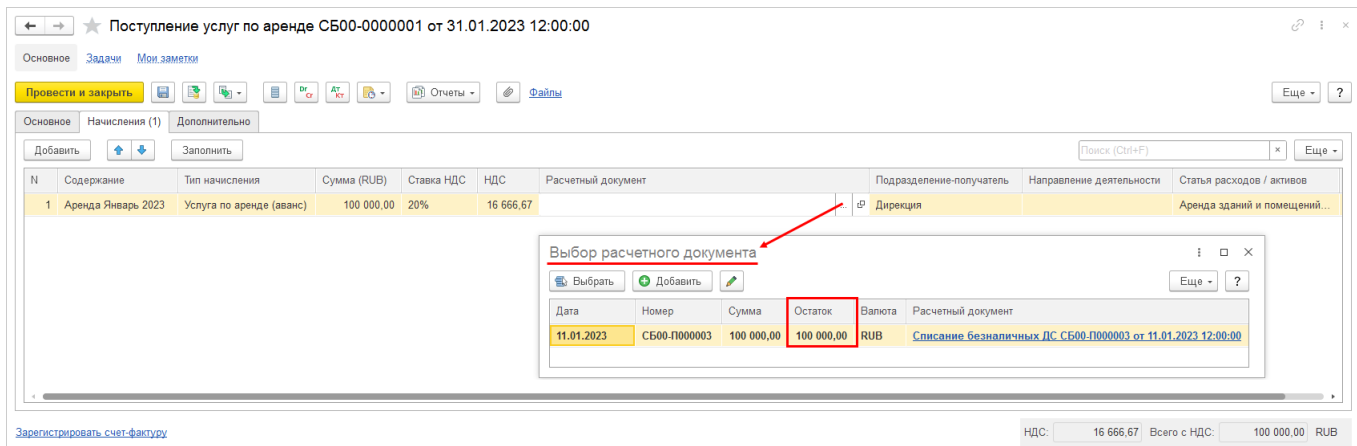 Поступление услуг по аренде СБ00-0000001 от 31.01.2023 12:00:00
Основное Задачи Мои заметки
Провести и закрыть Dr Cr Дт Кт Отчеты Файлы Еще ?
Основное Начисления (1) Дополнительно
Добавить Заполнить Поиск (Ctrl+F) × Еще
N Содержание Тип начисления Сумма (RUB) Ставка НДС НДС Расчетный документ Подразделение-получатель Направление деятельности Статья расходов / активов
1 Аренда Январь 2023 Услуга по аренде (аванс) 100 000,00 20% 16 666,67 ... Дирекция Аренда зданий и помещений...
Выбор расчетного документа
Выбрать Добавить Еще ?
Дата Номер Сумма Остаток Валюта Расчетный документ
11.01.2023 СБ00-П000003 100 000,00 100 000,00 RUB Списание безналичных ДС СБ00-П000003 от 11.01.2023 12:00:00
Зарегистрировать счет-фактуру НДС: 16 666,67 Всего с НДС: 100 000,00 RUB